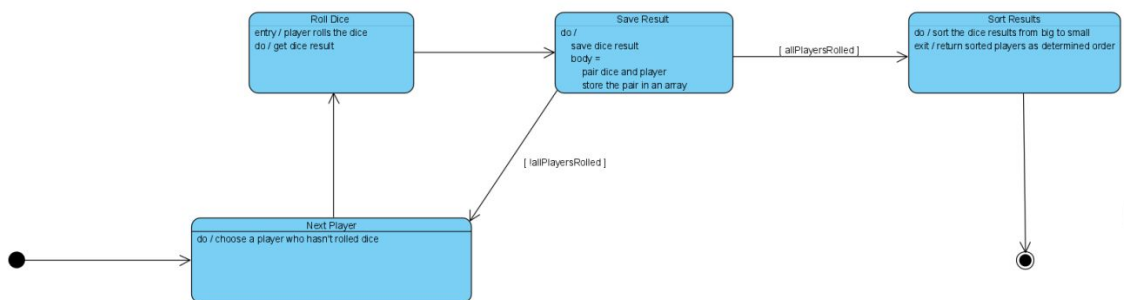 Roll Dice
entry / player rolls the dice
do / get dice result
Save Result
do /
save dice result
body =
pair dice and player
store the pair in an array
[ allPlayersRolled ]
Sort Results
do / sort the dice results from big to small
exit / return sorted players as determined order
[ !allPlayersRolled ]
Next Player
do / choose a player who hasn't rolled dice